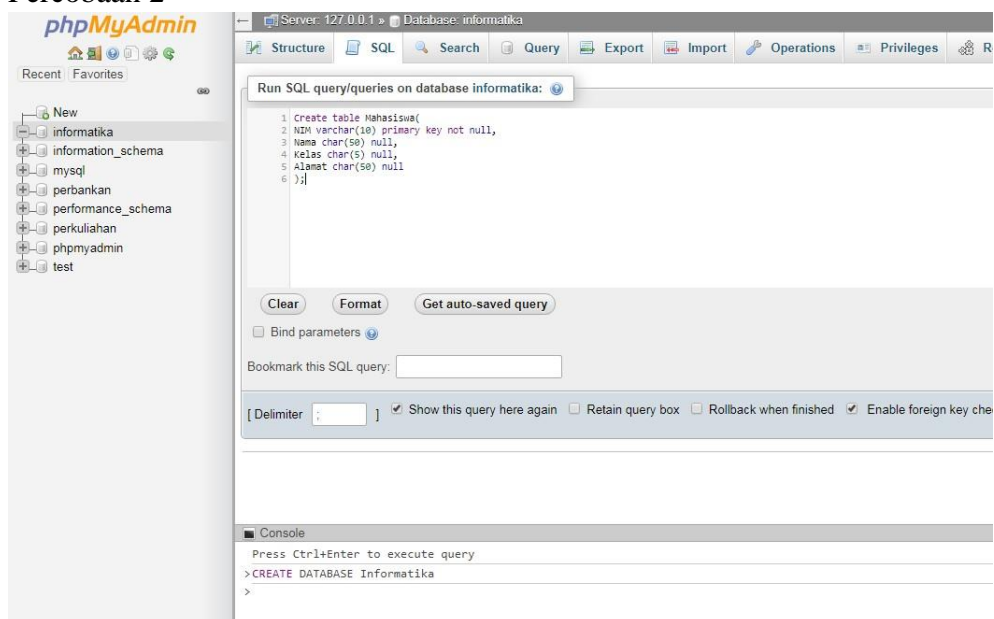 Percobaan 2
phpMyAdmin
Recent Favorites
New
informatika
information_schema
mysql
perbankan
performance_schema
perkuliahan
phpmyadmin
test
Server: 127.0.0.1 » Database: informatika
Structure SQL Search Query Export Import Operations Privileges R
Run SQL query/queries on database informatika:
1 Create table Mahasiswa(
2 NIM varchar(10) primary key not null,
3 Nama char(50) null,
4 Kelas char(5) null,
5 Alamat char(50) null
6 );
Clear Format Get auto-saved query
Bind parameters
Bookmark this SQL query:
[ Delimiter ; ] Show this query here again Retain query box Rollback when finished Enable foreign key che
Console
Press Ctrl+Enter to execute query
>CREATE DATABASE Informatika
>